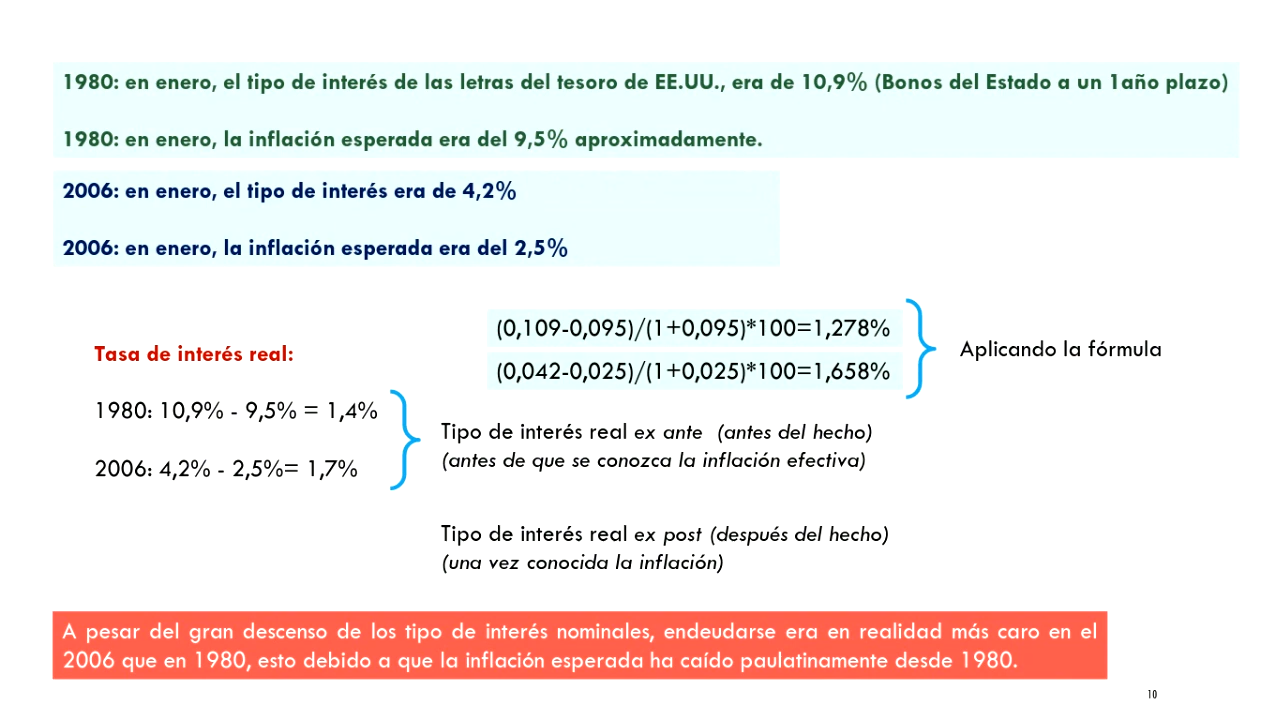 1980: en enero, el tipo de interés de las letras del tesoro de EE.UU., era de 10,9% (Bonos del Estado a un 1año plazo)
1980: en enero, la inflación esperada era del 9,5% aproximadamente.
2006: en enero, el tipo de interés era de 4,2%
2006: en enero, la inflación esperada era del 2,5%
(0,109-0,095)/(1+0,095)*100=1,278%
(0,042-0,025)/(1+0,025)*100=1,658%
Aplicando la fórmula
Tasa de interés real:
1980: 10,9% - 9,5% = 1,4%
2006: 4,2% - 2,5%= 1,7%
Tipo de interés real ex ante (antes del hecho)
(antes de que se conozca la inflación efectiva)
Tipo de interés real ex post (después del hecho)
(una vez conocida la inflación)
A pesar del gran descenso de los tipo de interés nominales, endeudarse era en realidad más caro en el
2006 que en 1980, esto debido a que la inflación esperada ha caído paulatinamente desde 1980.
10